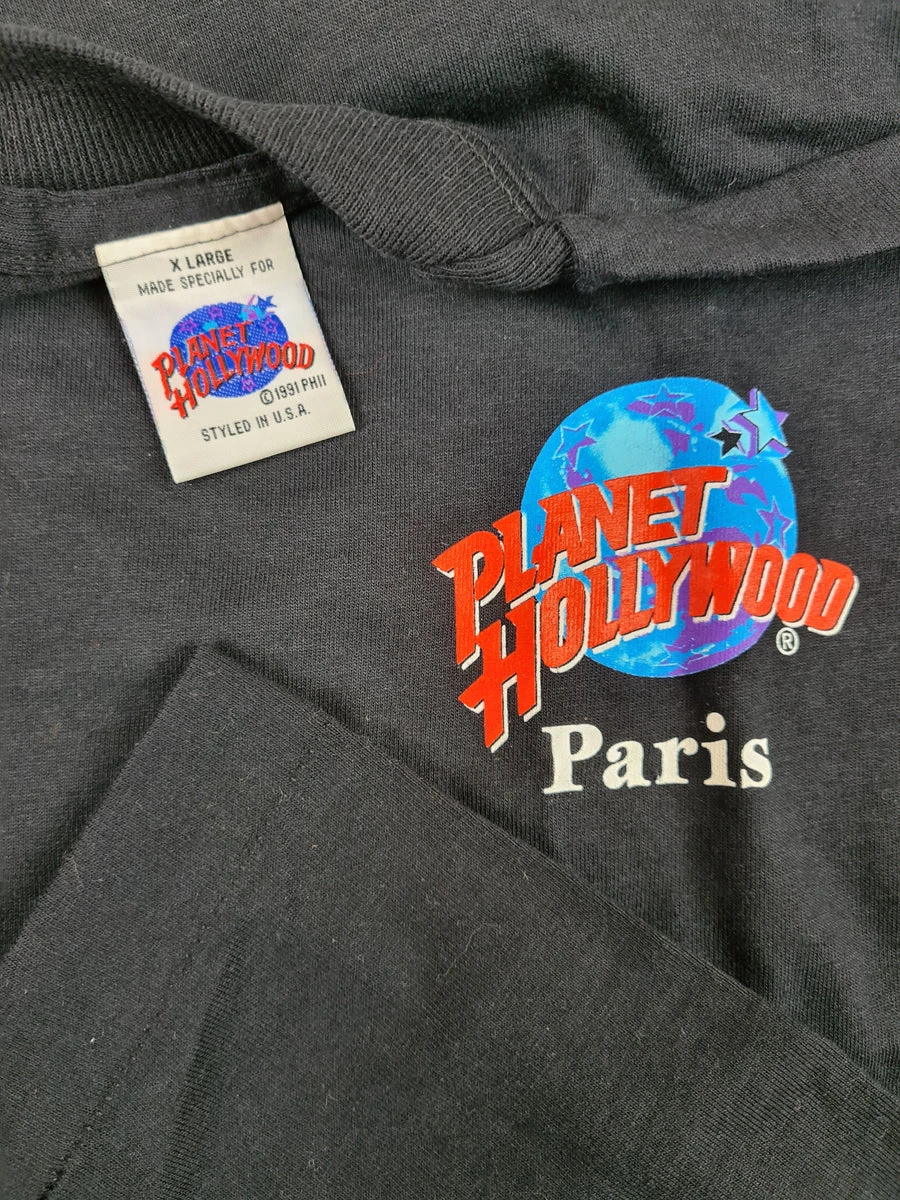 X LARGE
MADE SPECIALLY FOR
PLANET
HOLLYWOOD
©1991 PHII
STYLED IN U.S.A.
PLANET
HOLLYWOOD
®
Paris